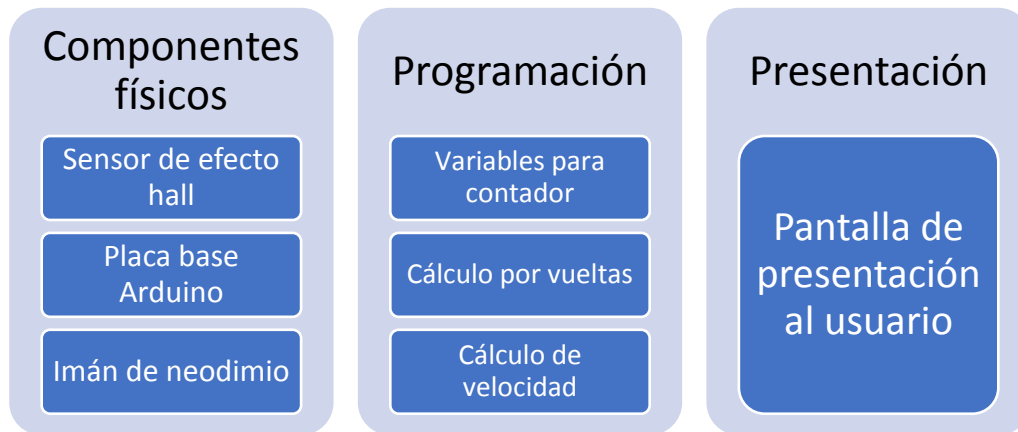 Componentes
físicos
Sensor de efecto
hall
Placa base
Arduino
Imán de neodimio
Programación
Variables para
contador
Cálculo por vueltas
Cálculo de
velocidad
Presentación
Pantalla de
presentación
al usuario